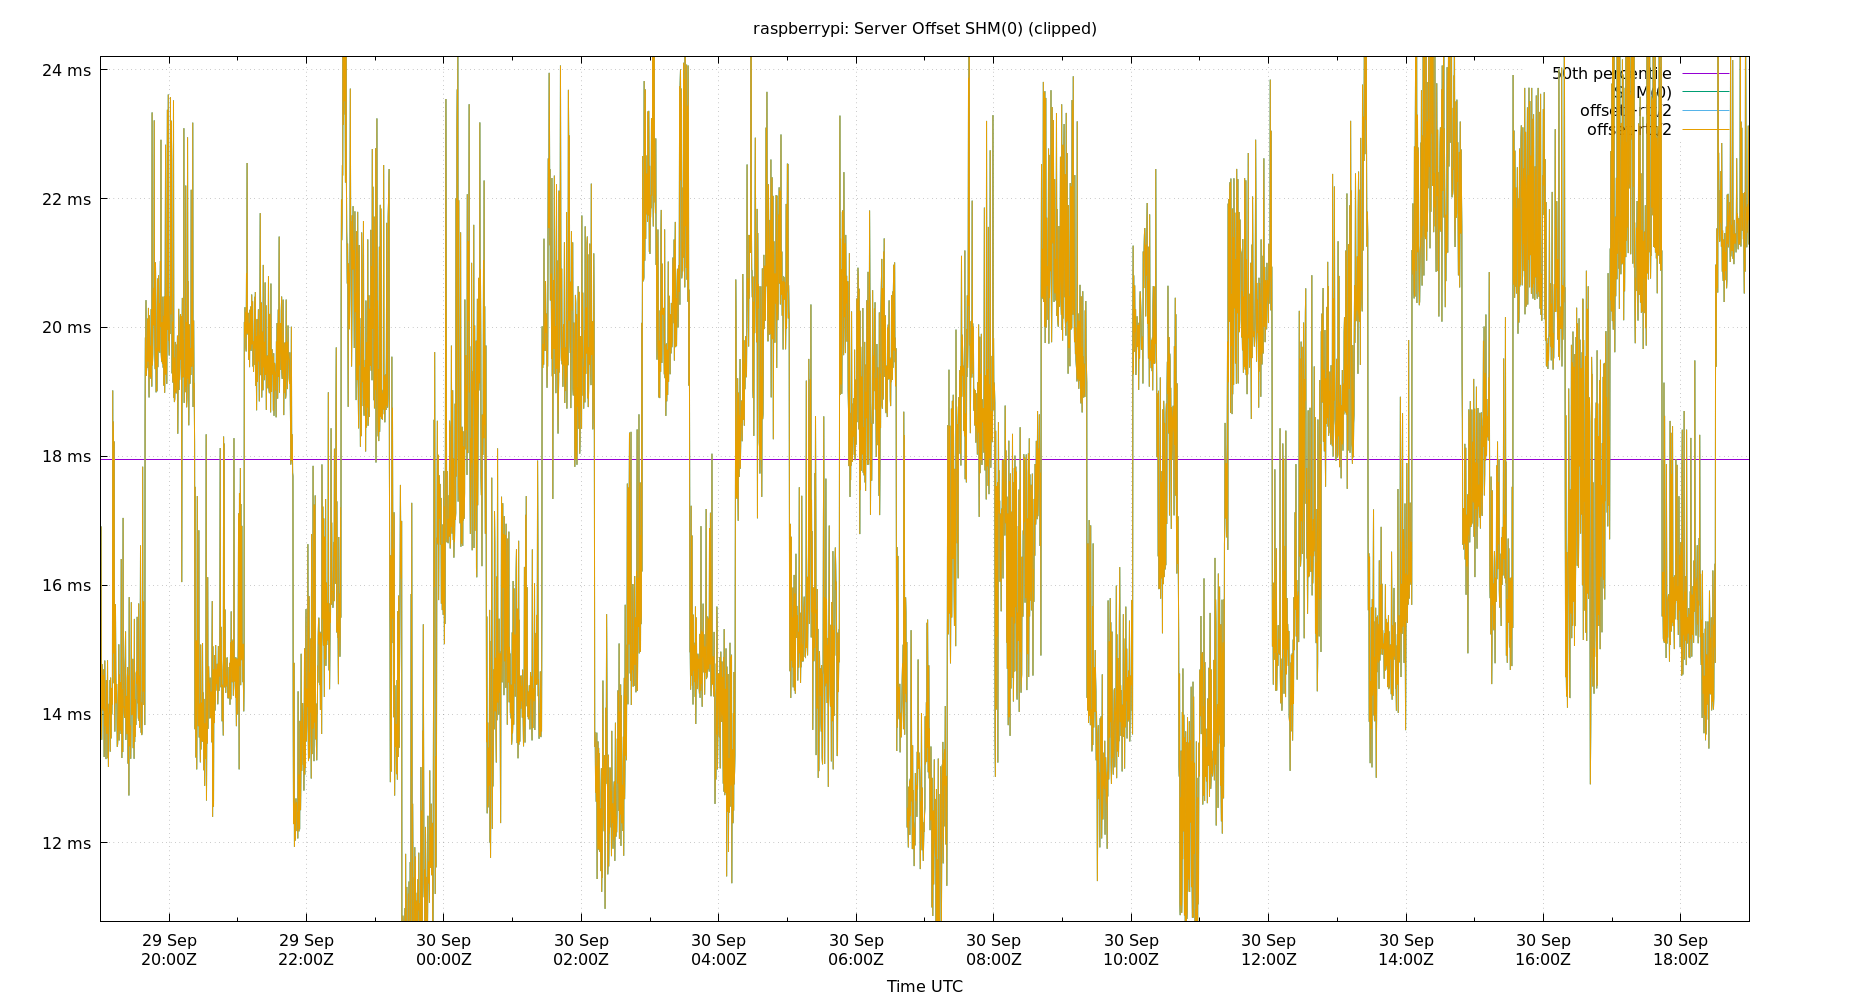 raspberrypi: Server Offset SHM(0) (clipped)
24 ms
22 ms
20 ms
18 ms
16 ms
14 ms
12 ms
50th percentile
SHM(0)
29 Sep
20:00Z
29 Sep
22:00Z
30 Sep
00:00Z
30 Sep
02:00Z
30 Sep
04:00Z
30 Sep
06:00Z
30 Sep
08:00Z
30 Sep
10:00Z
30 Sep
12:00Z
30 Sep
14:00Z
30 Sep
16:00Z
30 Sep
18:00Z
Time UTC